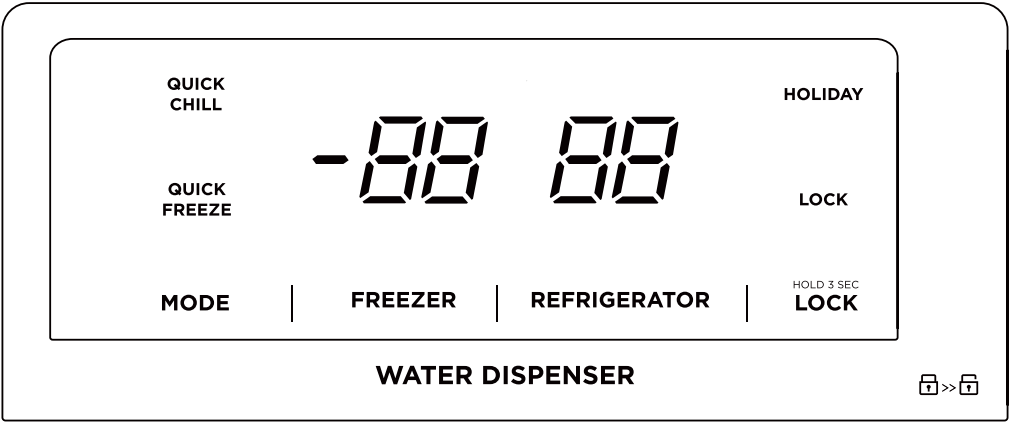 QUICK
CHILL
HOLIDAY
-88 88
QUICK
FREEZE
LOCK
MODE
FREEZER
REFRIGERATOR
HOLD 3 SEC
LOCK
WATER DISPENSER
>>